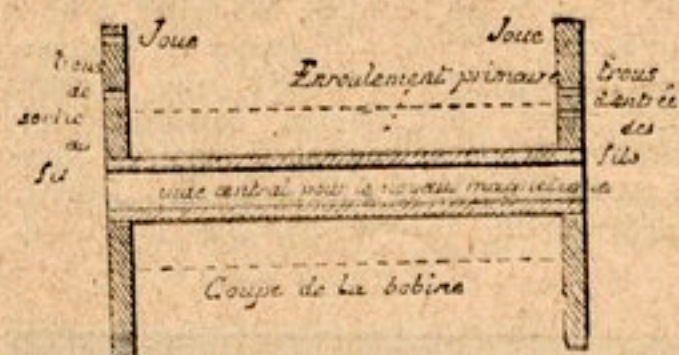 Joue
Joue
trous
de
sortie
du
fil
Enroulement primaire
trous
d'entrée
des
fils
vide central pour le noyau magnétique
Coupe de la bobine